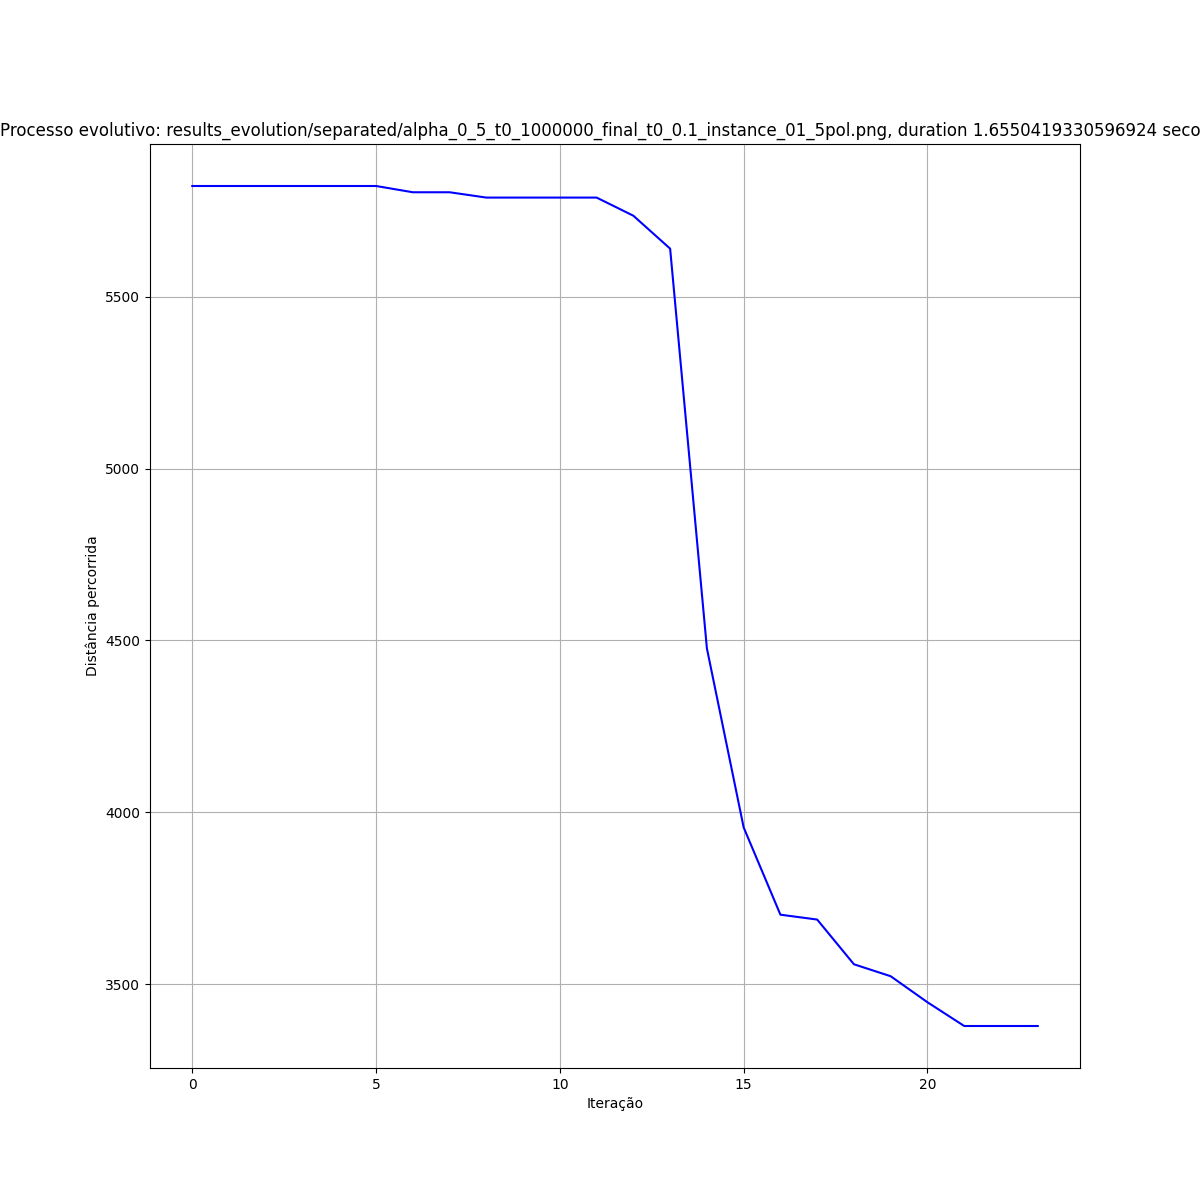 Processo evolutivo: results_evolution/separated/alpha_0_5_t0_1000000_final_t0_0.1_instance_01_5pol.png, duration 1.6550419330596924 seco
5500
5000
4500
4000
3500
Distância percorrida
0 5 10 15 20
Iteração